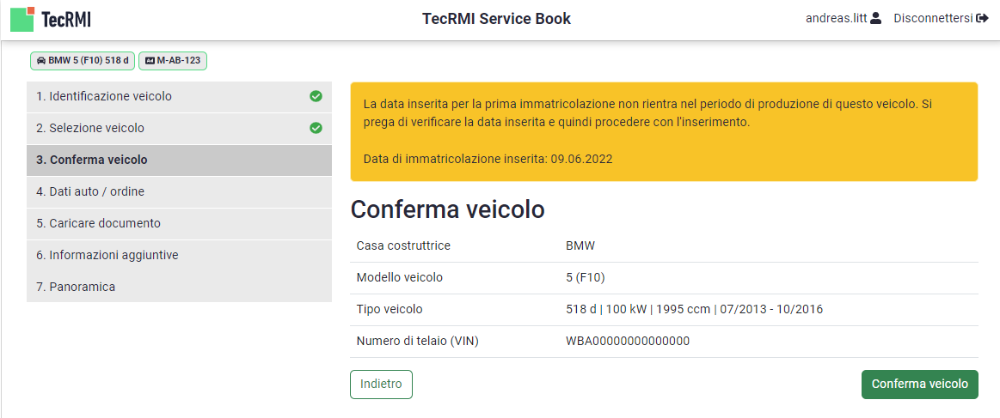 TecRMI
TecRMI Service Book
andreas.litt
Disconnettersi
BMW 5 (F10) 518 d
M-AB-123
1. Identificazione veicolo
2. Selezione veicolo
3. Conferma veicolo
4. Dati auto / ordine
5. Caricare documento
6. Informazioni aggiuntive
7. Panoramica
La data inserita per la prima immatricolazione non rientra nel periodo di produzione di questo veicolo. Si
prega di verificare la data inserita e quindi procedere con l'inserimento.
Data di immatricolazione inserita: 09.06.2022
Conferma veicolo
Casa costruttrice BMW
Modello veicolo 5 (F10)
Tipo veicolo 518 d | 100 kW | 1995 ccm | 07/2013 - 10/2016
Numero di telaio (VIN) WBA00000000000000
Indietro
Conferma veicolo